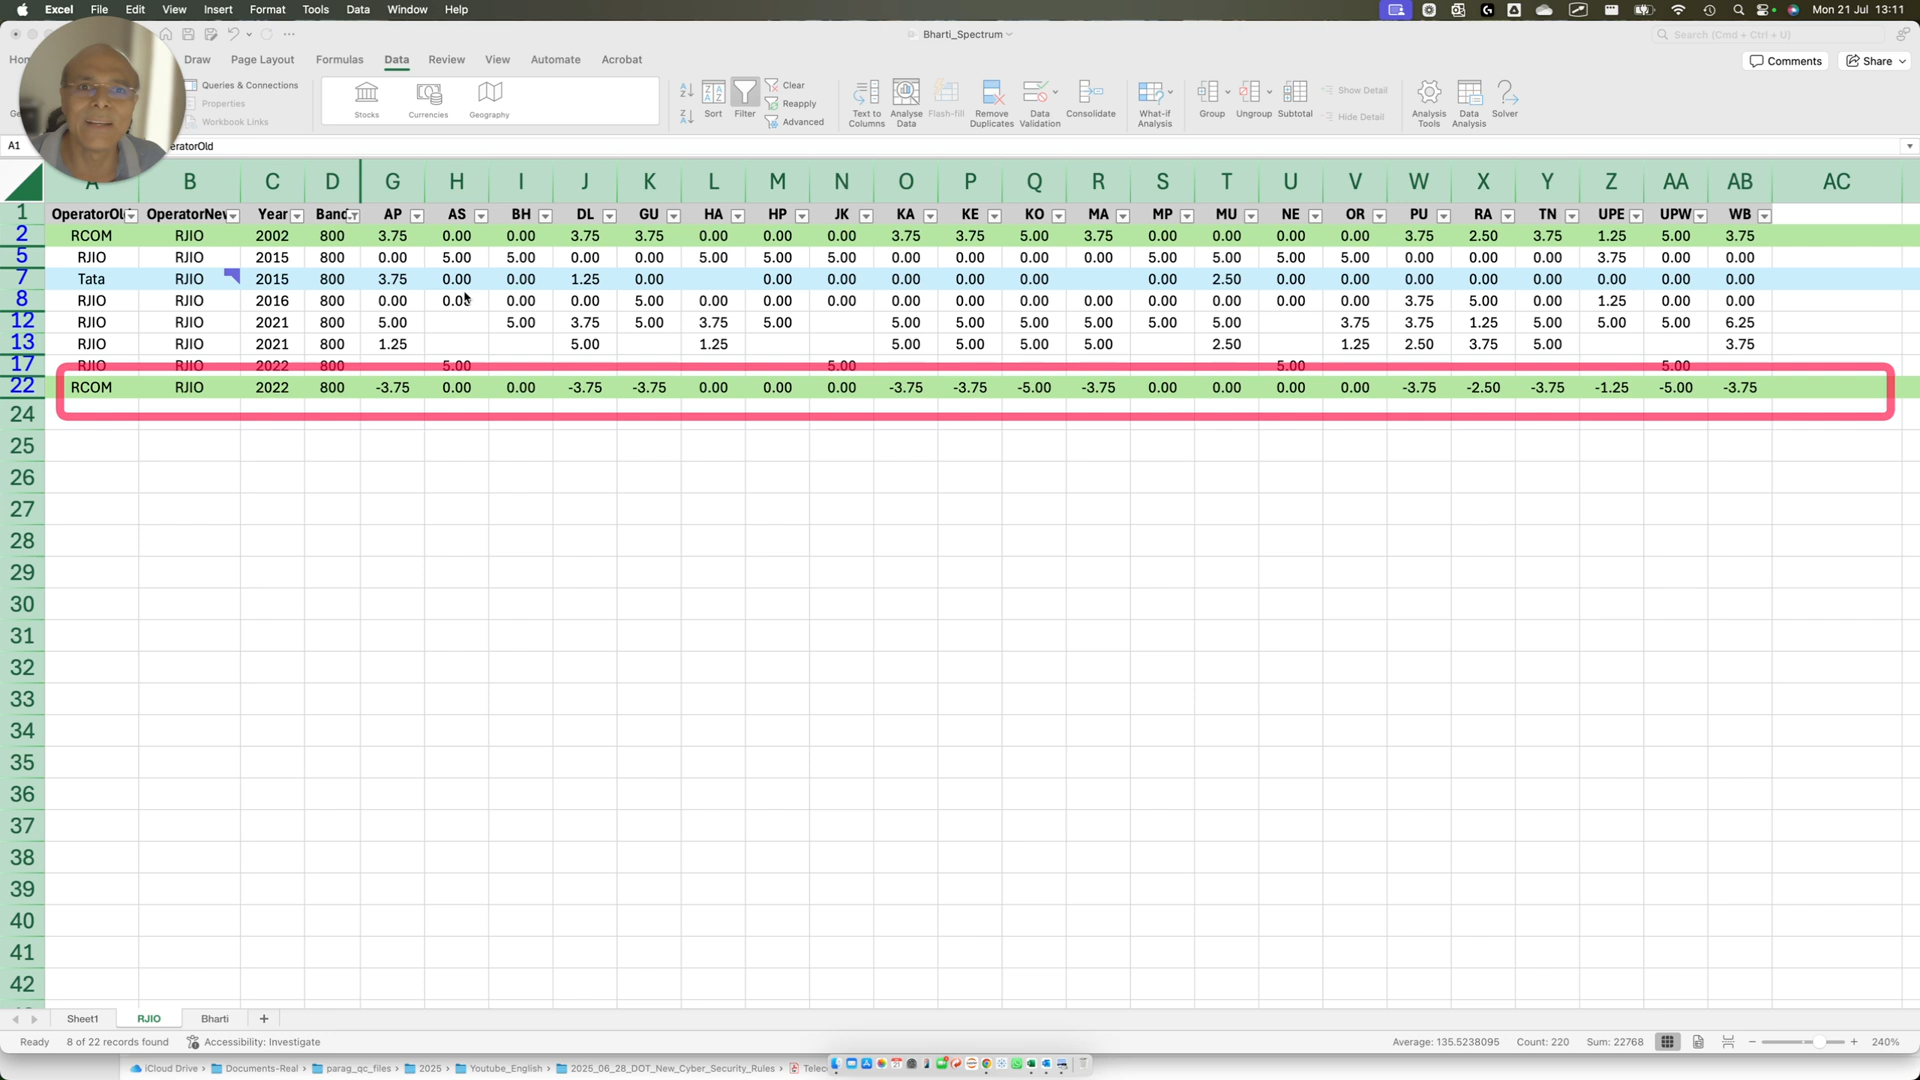 Excel File Edit View Insert Format Tools Data Window Help Mon 21 Jul 13:11
Bharti_Spectrum Search (Cmd + Ctrl + U)
Draw Page Layout Formulas Data Review View Automate Acrobat Comments Share
Queries & Connections
Properties
Workbook Links
Stocks Currencies Geography
Sort Filter
Clear
Reapply
Advanced
Text to Columns Analyse Data Flash-fill Remove Duplicates Data Validation Consolidate What-if Analysis Group Ungroup Subtotal
Show Detail
Hide Detail
Analysis Tools Data Analysis Solver
A1 eratorOld
A B C D G H I J K L M N O P Q R S T U V W X Y Z AA AB AC
1 OperatorOl OperatorNe Year Band AP AS BH DL GU HA HP JK KA KE KO MA MP MU NE OR PU RA TN UPE UPW WB
2 RCOM RJIO 2002 800 3.75 0.00 0.00 3.75 3.75 0.00 0.00 0.00 3.75 3.75 5.00 3.75 0.00 0.00 0.00 0.00 3.75 2.50 3.75 1.25 5.00 3.75
5 RJIO RJIO 2015 800 0.00 5.00 5.00 0.00 0.00 5.00 5.00 5.00 0.00 0.00 0.00 0.00 5.00 5.00 5.00 5.00 0.00 0.00 0.00 3.75 0.00 0.00
7 Tata RJIO 2015 800 3.75 0.00 0.00 1.25 0.00 0.00 0.00 0.00 0.00 0.00 0.00 2.50 0.00 0.00 0.00 0.00 0.00 0.00 0.00 0.00
8 RJIO RJIO 2016 800 0.00 0.00 0.00 0.00 5.00 0.00 0.00 0.00 0.00 0.00 0.00 0.00 0.00 0.00 0.00 0.00 3.75 5.00 0.00 1.25 0.00 0.00
12 RJIO RJIO 2021 800 5.00 5.00 3.75 5.00 3.75 5.00 5.00 5.00 5.00 5.00 5.00 5.00 3.75 3.75 1.25 5.00 5.00 5.00 6.25
13 RJIO RJIO 2021 800 1.25 5.00 1.25 5.00 5.00 5.00 5.00 2.50 1.25 2.50 3.75 5.00 3.75
17 RJIO RJIO 2022 800 5.00 5.00 5.00 5.00
22 RCOM RJIO 2022 800 -3.75 0.00 0.00 -3.75 -3.75 0.00 0.00 0.00 -3.75 -3.75 -5.00 -3.75 0.00 0.00 0.00 0.00 -3.75 -2.50 -3.75 -1.25 -5.00 -3.75
24
25
26
27
28
29
30
31
32
33
34
35
36
37
38
39
40
41
42
Sheet1 RJIO Bharti
Ready 8 of 22 records found Accessibility: Investigate Average: 135.5238095 Count: 220 Sum: 22768 240%
iCloud Drive Documents-Real parag_qc_files 2025 Youtube_English 2025_06_28_DOT_New_Cyber_Security_Rules Telec